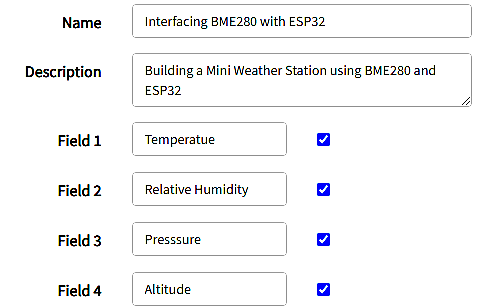 Name Interfacing BME280 with ESP32
Description Building a Mini Weather Station using BME280 and
ESP32
Field 1 Temperatue
Field 2 Relative Humidity
Field 3 Presssure
Field 4 Altitude